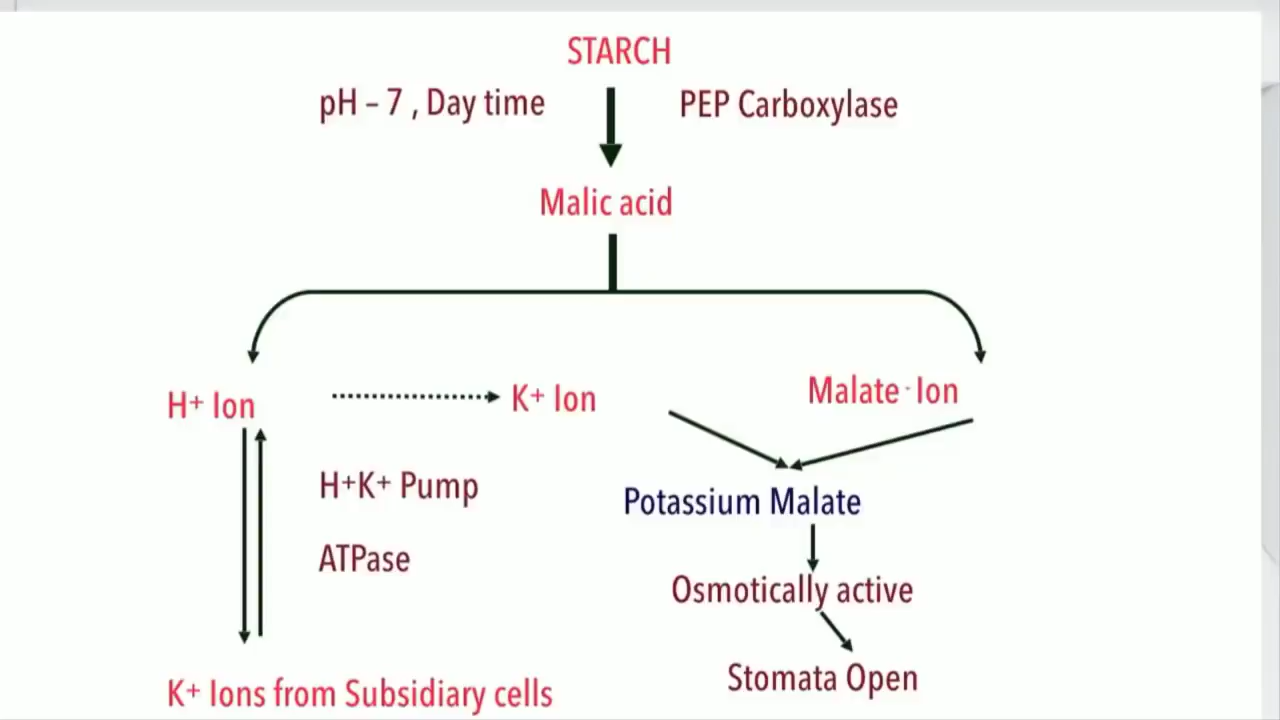 STARCH
pH – 7 , Day time
PEP Carboxylase
Malic acid
H⁺ Ion
K⁺ Ion
Malate - Ion
H⁺K⁺ Pump
Potassium Malate
ATPase
Osmotically active
Stomata Open
K⁺ Ions from Subsidiary cells